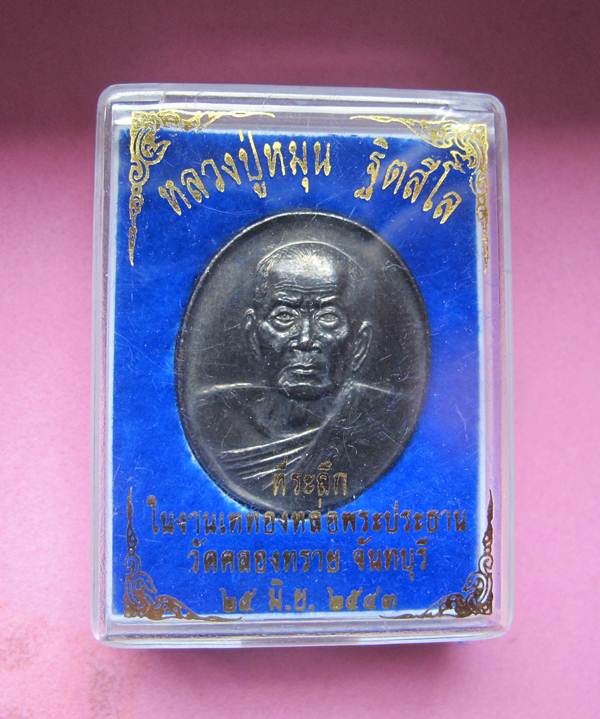 หลวงปู่หมุน ฐิตสีโล
ที่ระลึก
ในงานเททองหล่อพระประธาน
วัดคลองทราย จันทบุรี
๒๕ มิ.ย. ๒๕๔๓